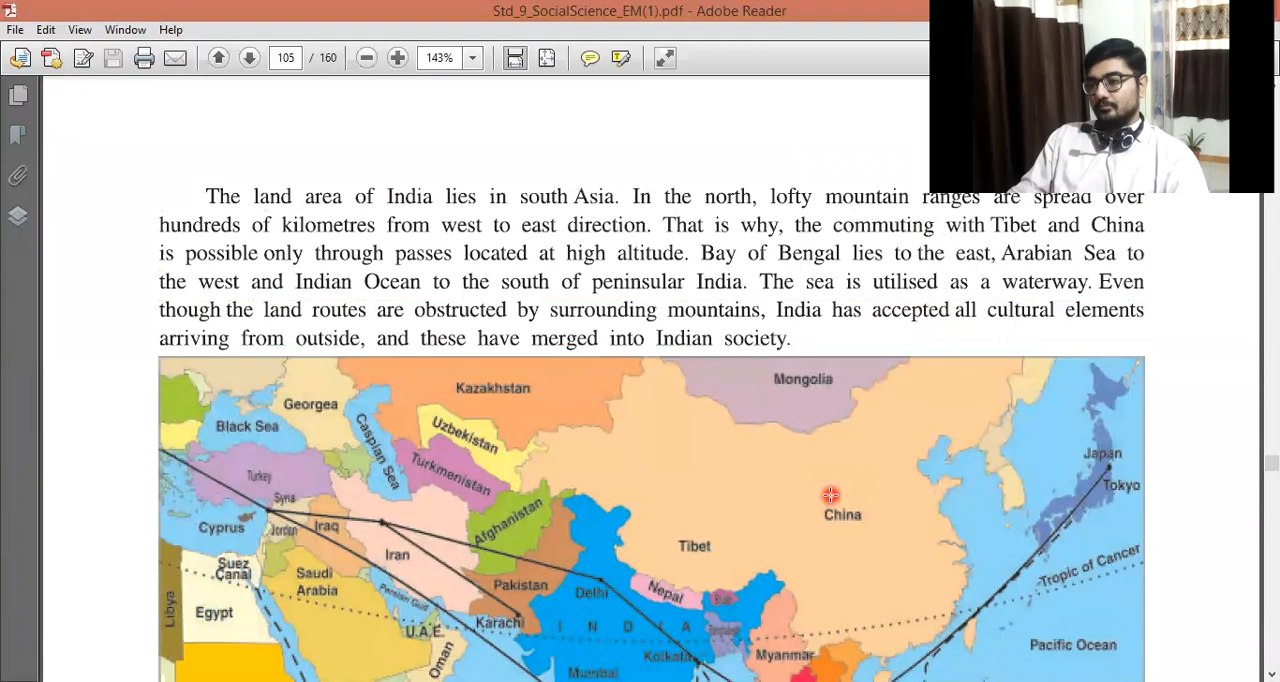 Std_9_SocialScience_EM(1).pdf - Adobe Reader
File Edit View Window Help
105 / 160 143%
The land area of India lies in south Asia. In the north, lofty mountain ranges are spread over
hundreds of kilometres from west to east direction. That is why, the commuting with Tibet and China
is possible only through passes located at high altitude. Bay of Bengal lies to the east, Arabian Sea to
the west and Indian Ocean to the south of peninsular India. The sea is utilised as a waterway. Even
though the land routes are obstructed by surrounding mountains, India has accepted all cultural elements
arriving from outside, and these have merged into Indian society.
Mongolia
Kazakhstan
Georgea
Black Sea
Caspian Sea
Uzbekistan
Turkmenistan
Japan
Tokyo
Turkey
Syria
Cyprus
Jordan
Iraq
Iran
Afghanistan
China
Tibet
Tropic of Cancer
Suez
Canal
Saudi
Arabia
Persian Gulf
Pakistan
Delhi
Nepal
Libya
Egypt
U.A.E.
Oman
Karachi
INDIA
Kolkata
Myanmar
Pacific Ocean
Mumbai